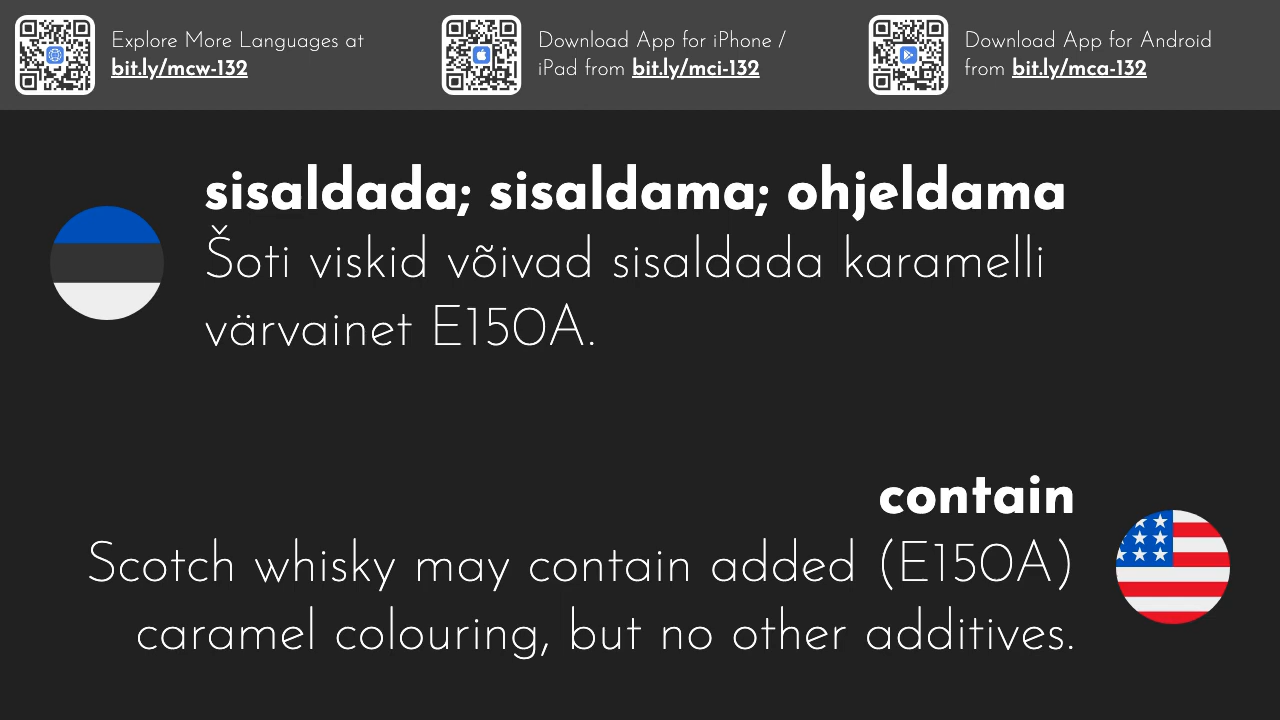 Explore More Languages at
bit.ly/mcw-132
Download App for iPhone /
iPad from bit.ly/mci-132
Download App for Android
from bit.ly/mca-132
sisaldada; sisaldama; ohjeldama
Šoti viskid võivad sisaldada karamelli
värvainet E150A.
contain
Scotch whisky may contain added (E150A)
caramel colouring, but no other additives.